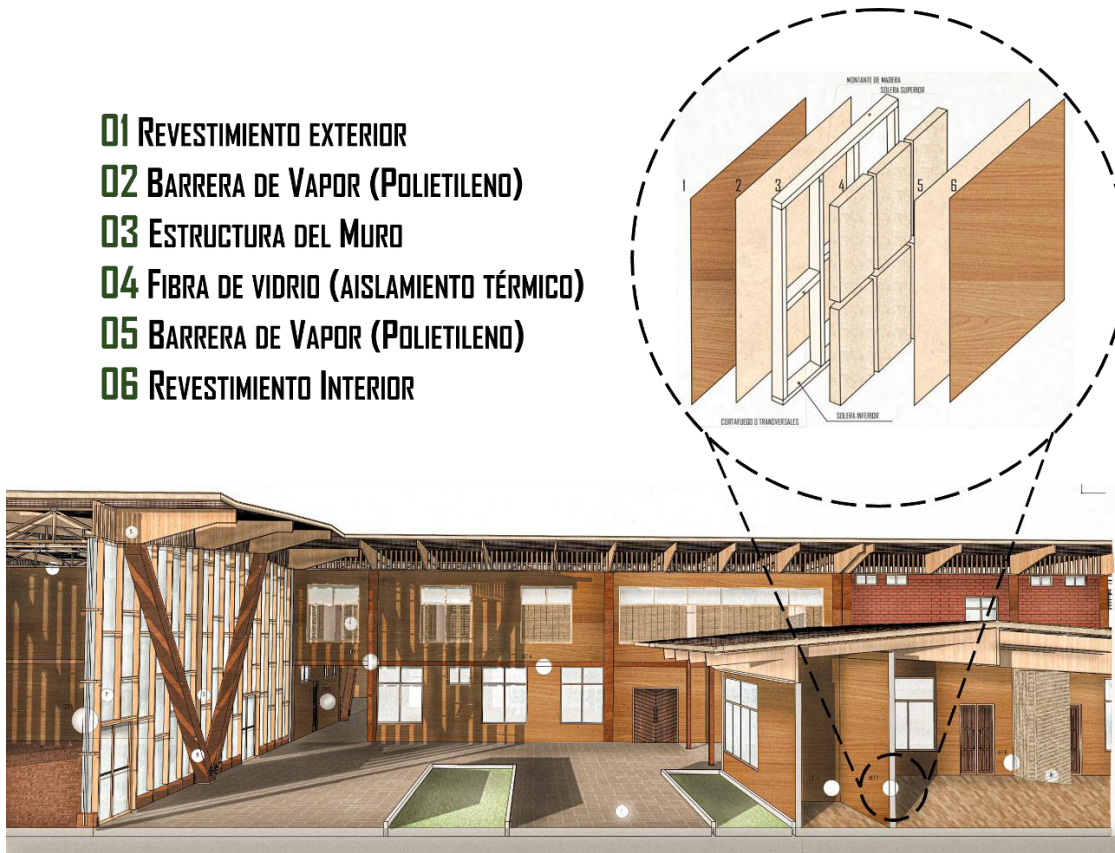 01 REVESTIMIENTO EXTERIOR
02 BARRERA DE VAPOR (POLIETILENO)
03 ESTRUCTURA DEL MURO
04 FIBRA DE VIDRIO (AISLAMIENTO TÉRMICO)
05 BARRERA DE VAPOR (POLIETILENO)
06 REVESTIMIENTO INTERIOR
MONTANTE DE MADERA
SOLERA SUPERIOR
1 2 3 4 5 6
SOLERA INFERIOR
CORTAFUEGO O TRANSVERSALES